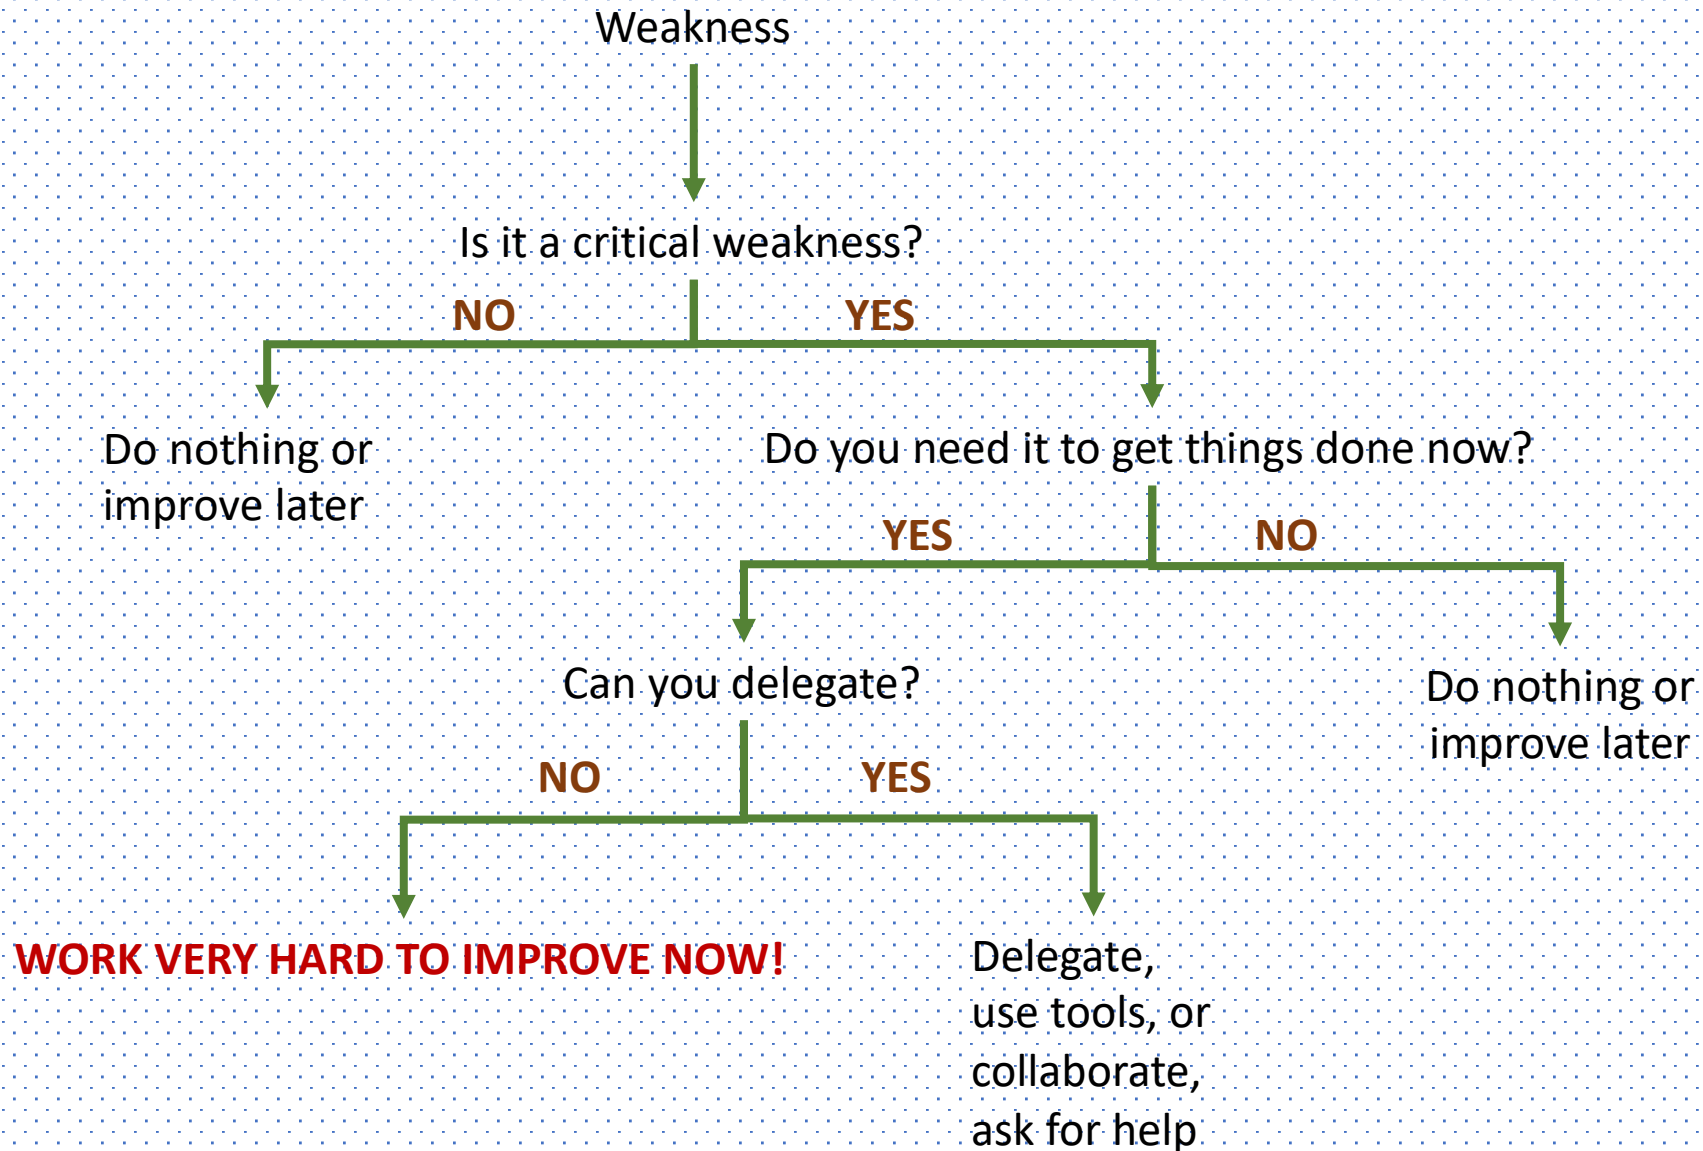 Weakness
Is it a critical weakness?
NO
YES
Do nothing or
improve later
Do you need it to get things done now?
YES
NO
Can you delegate?
Do nothing or
improve later
NO
YES
WORK VERY HARD TO IMPROVE NOW!
Delegate,
use tools, or
collaborate,
ask for help